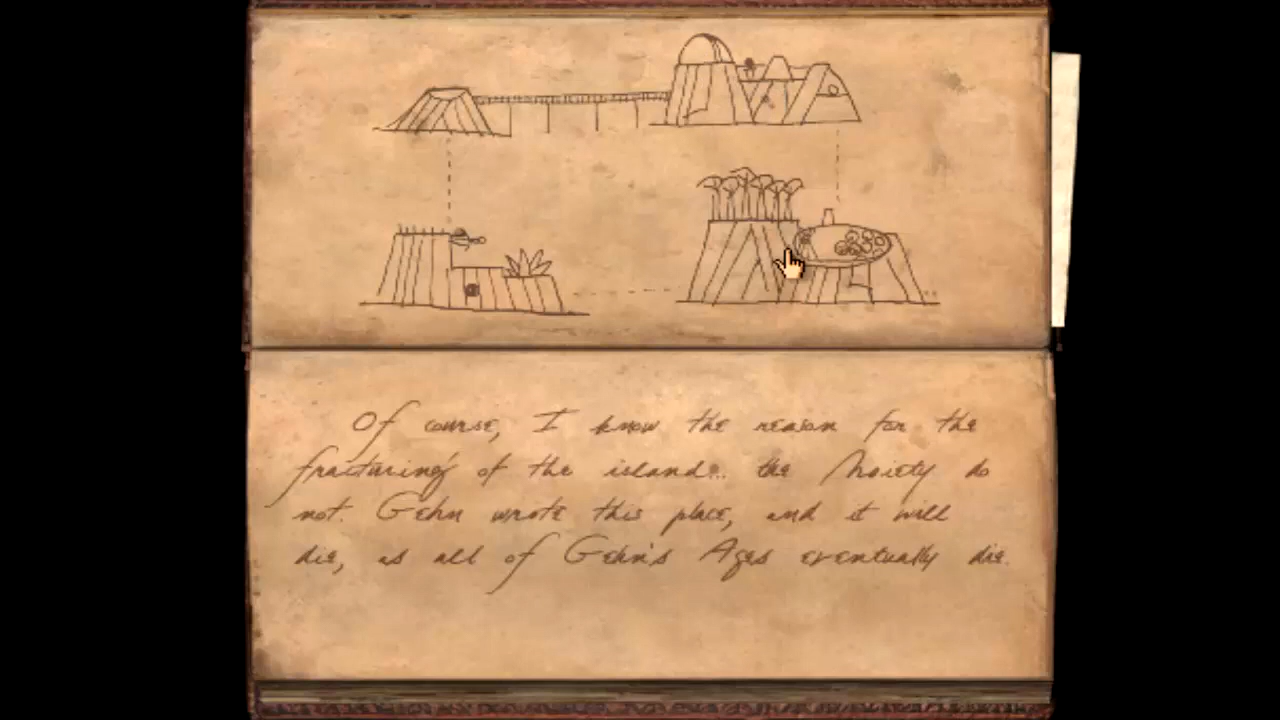 Of course, I know the reason for the
fracturing of the island... the Moiety do
not. Gehn wrote this place, and it will
die, as all of Gehn's Ages eventually die.